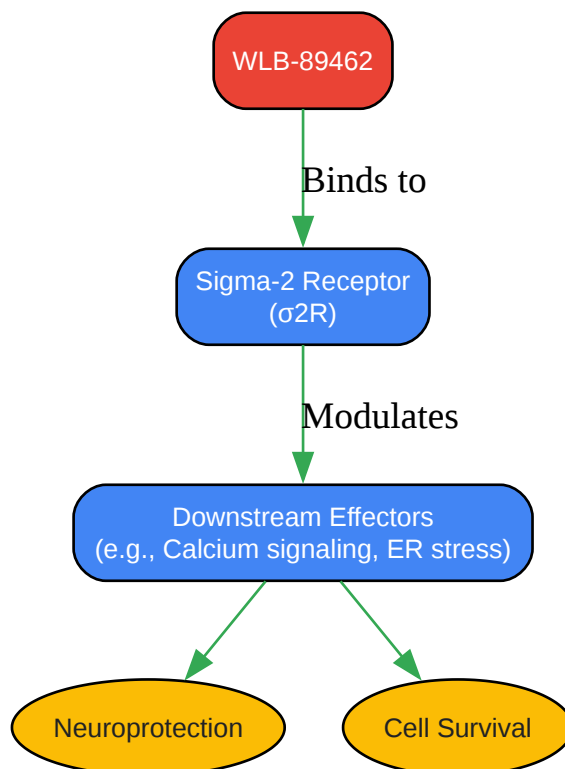 WLB-89462
Binds to
Sigma-2 Receptor
(σ2R)
Modulates
Downstream Effectors
(e.g., Calcium signaling, ER stress)
Neuroprotection
Cell Survival